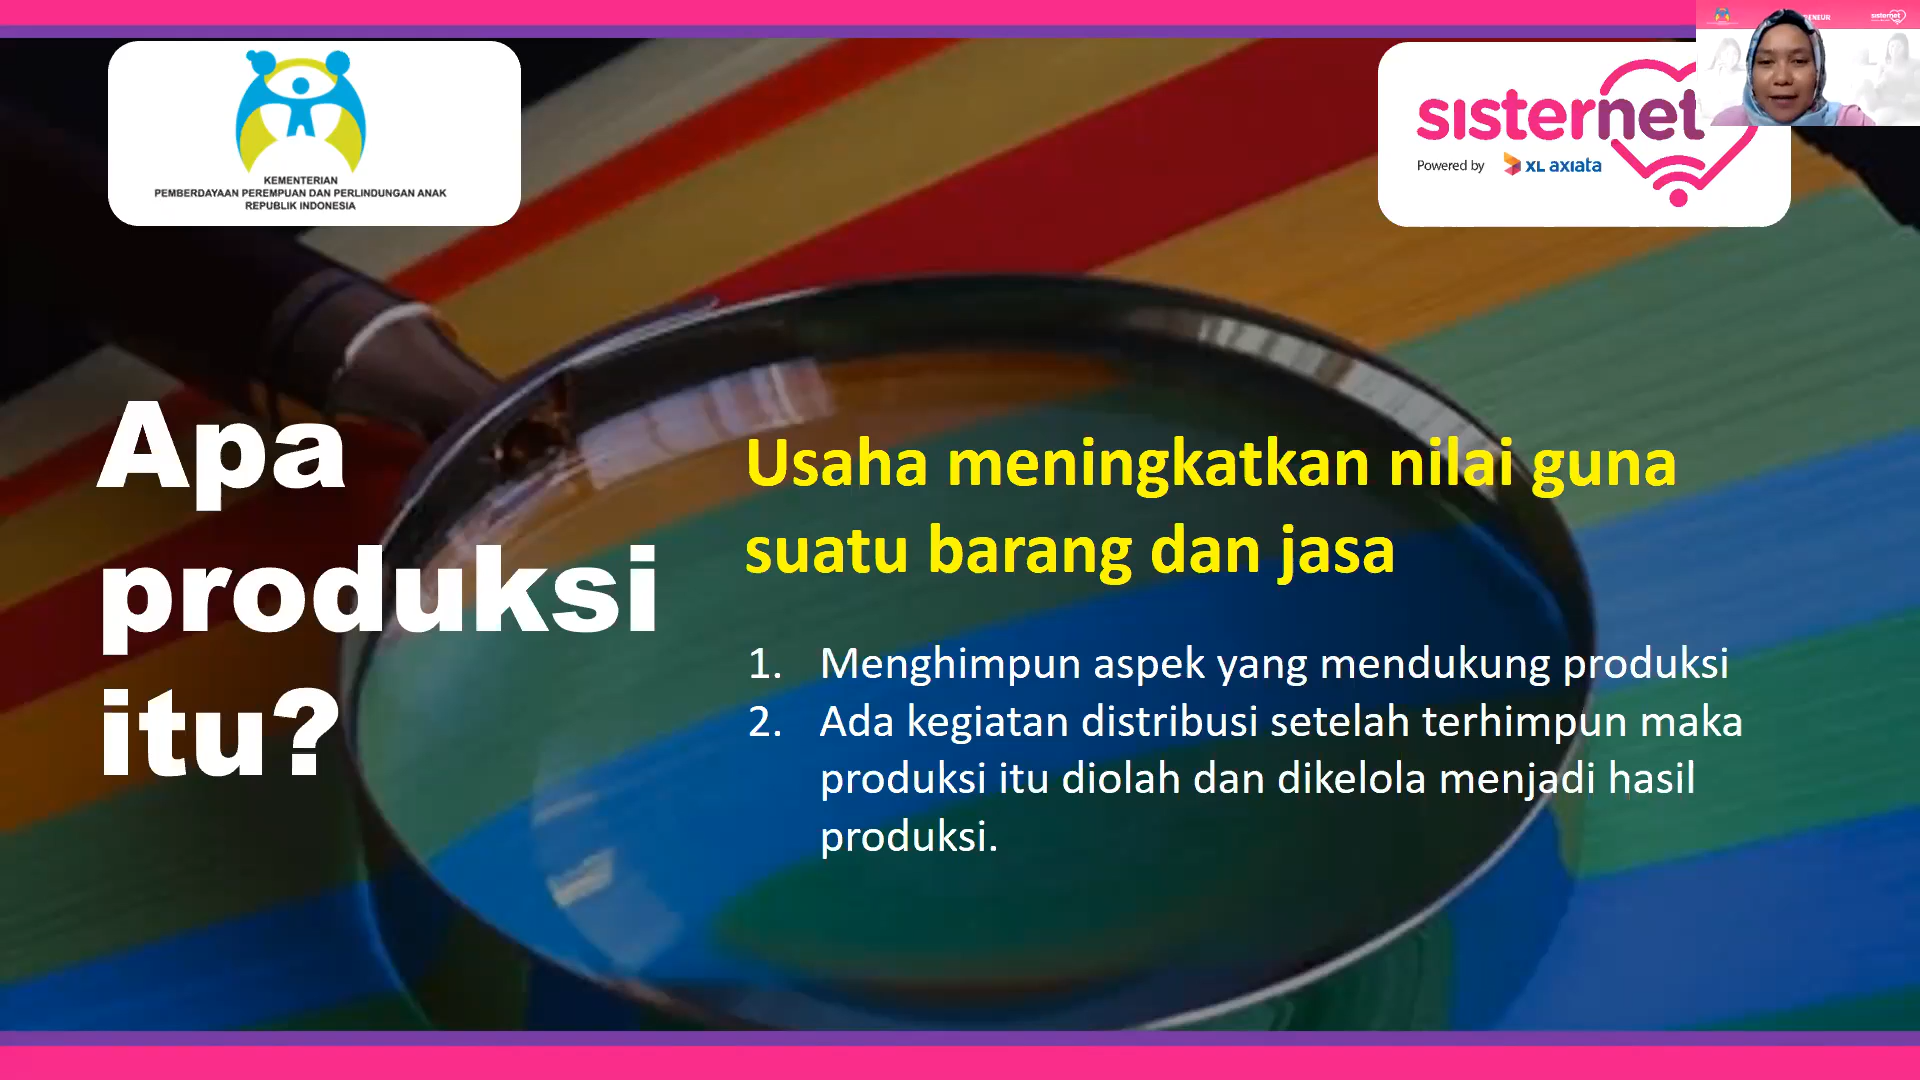 KEMENTERIAN
PEMBERDAYAAN PEREMPUAN DAN PERLINDUNGAN ANAK
REPUBLIK INDONESIA
sısternet
Powered by XL axiata
sısternet
Apa
produksi
itu?
Usaha meningkatkan nilai guna
suatu barang dan jasa
1. Menghimpun aspek yang mendukung produksi
2. Ada kegiatan distribusi setelah terhimpun maka
produksi itu diolah dan dikelola menjadi hasil
produksi.